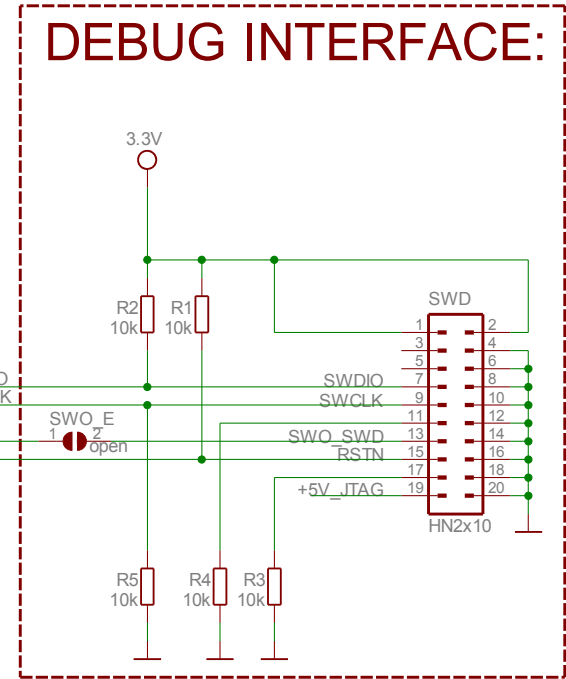 DEBUG INTERFACE:
3.3V
SWD
R2
10k
R1
10k
1 2
3 4
5 6
7 8
9 10
11 12
13 14
15 16
17 18
19 20
SWDIO
K
SWCLK
SWO_E
1 2
open
SWO_SWD
RSTN
+5V_JTAG
HN2x10
R5
10k
R4
10k
R3
10k